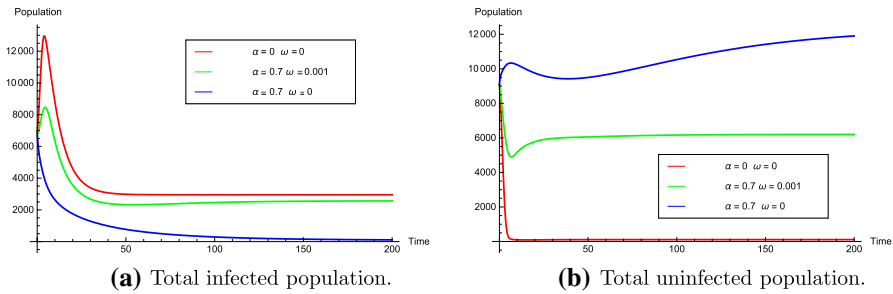 Population
12000
10000
8000
6000
4000
2000
0
50
100
150
200
Time
α = 0 ω = 0
α = 0.7 ω = 0.001
α = 0.7 ω = 0
(a) Total infected population.
Population
12000
10000
8000
6000
4000
2000
0
50
100
150
200
Time
α = 0 ω = 0
α = 0.7 ω = 0.001
α = 0.7 ω = 0
(b) Total uninfected population.